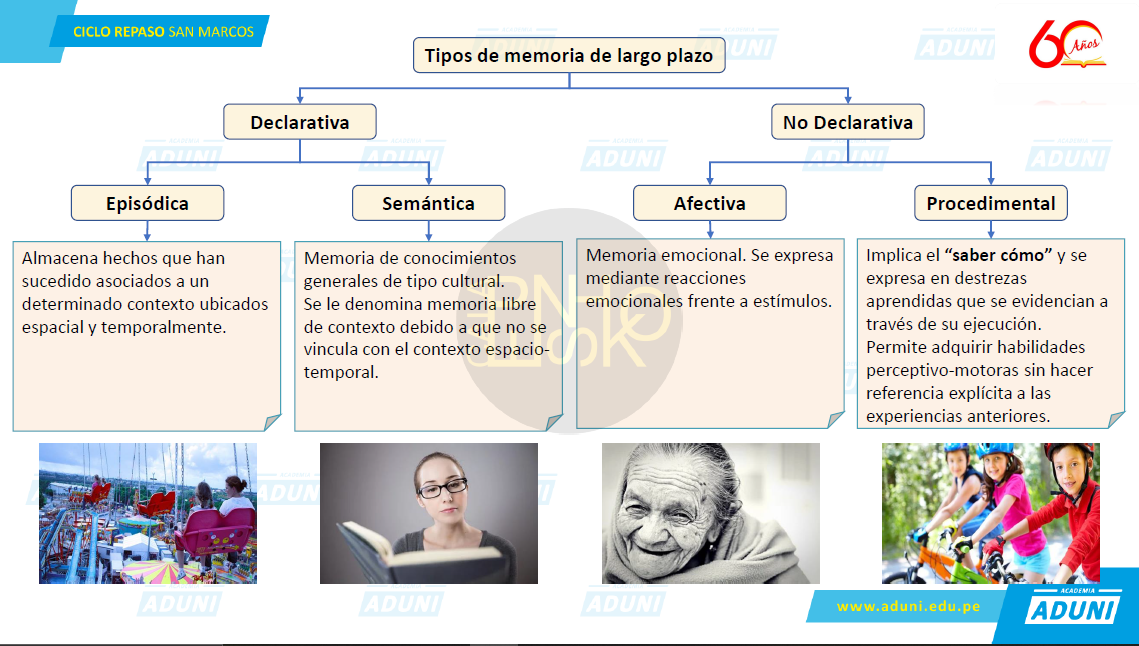 CICLO REPASO SAN MARCOS
60 Años
Tipos de memoria de largo plazo
Declarativa
No Declarativa
Episódica
Semántica
Afectiva
Procedimental
Almacena hechos que han
sucedido asociados a un
determinado contexto ubicados
espacial y temporalmente.
Memoria de conocimientos
generales de tipo cultural.
Se le denomina memoria libre
de contexto debido a que no se
vincula con el contexto espacio-
temporal.
Memoria emocional. Se expresa
mediante reacciones
emocionales frente a estímulos.
Implica el “saber cómo” y se
expresa en destrezas
aprendidas que se evidencian a
través de su ejecución.
Permite adquirir habilidades
perceptivo-motoras sin hacer
referencia explícita a las
experiencias anteriores.
www.aduni.edu.pe
ACADEMIA
ADUNI